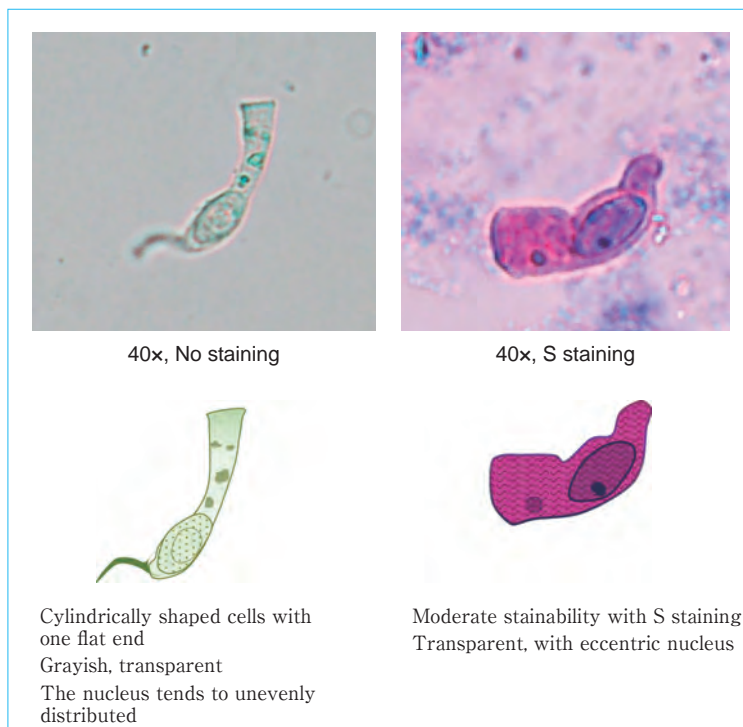 40×, No staining
40×, S staining
Cylindrically shaped cells with
one flat end
Grayish, transparent
The nucleus tends to unevenly
distributed
Moderate stainability with S staining
Transparent, with eccentric nucleus